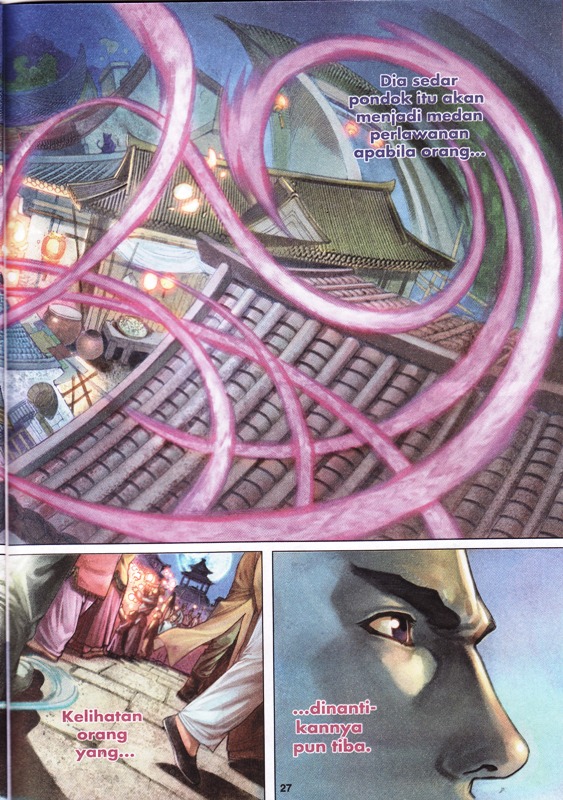 Dia sedar
pondok itu akan
menjadi medan
perlawanan
apabila orang...
Kelihatan
orang
yang...
...dinanti-
kannya
pun tiba.
27